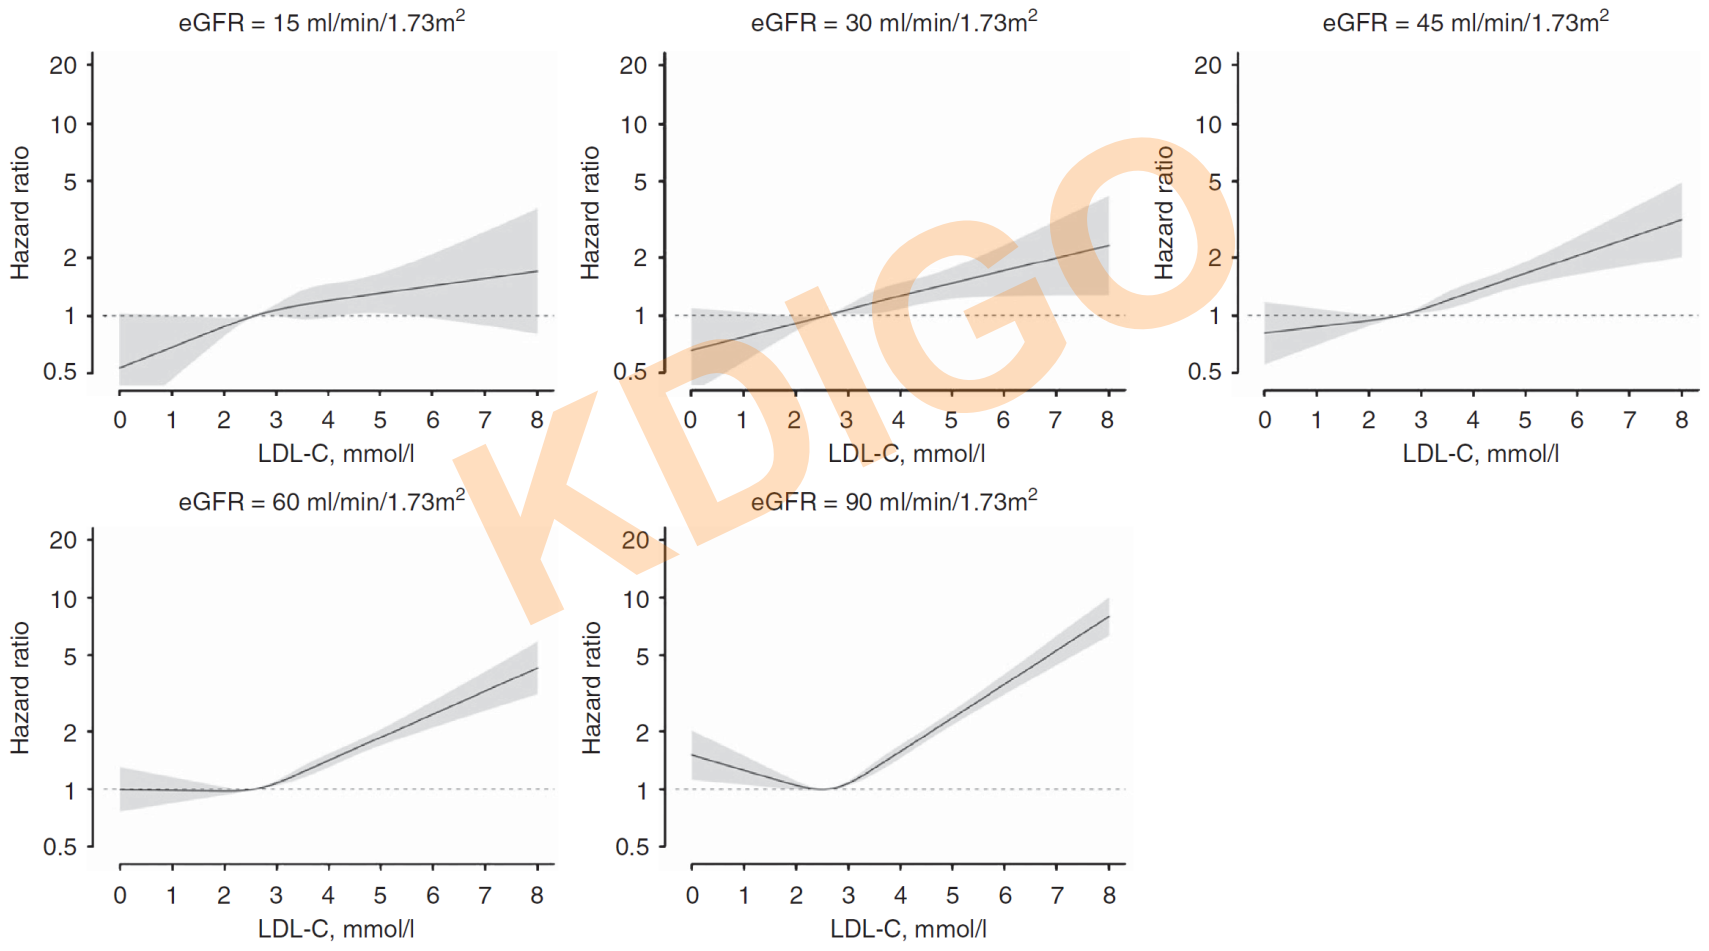 eGFR = 15 ml/min/1.73m²
eGFR = 30 ml/min/1.73m²
eGFR = 45 ml/min/1.73m²
20
10
5
2
1
0.5
Hazard ratio
0 1 2 3 4 5 6 7 8
LDL-C, mmol/l
20
10
5
2
1
0.5
Hazard ratio
0 1 2 3 4 5 6 7 8
LDL-C, mmol/l
20
10
5
2
1
0.5
Hazard ratio
0 1 2 3 4 5 6 7 8
LDL-C, mmol/l
KDIGO
eGFR = 60 ml/min/1.73m²
eGFR = 90 ml/min/1.73m²
20
10
5
2
1
0.5
Hazard ratio
0 1 2 3 4 5 6 7 8
LDL-C, mmol/l
20
10
5
2
1
0.5
Hazard ratio
0 1 2 3 4 5 6 7 8
LDL-C, mmol/l